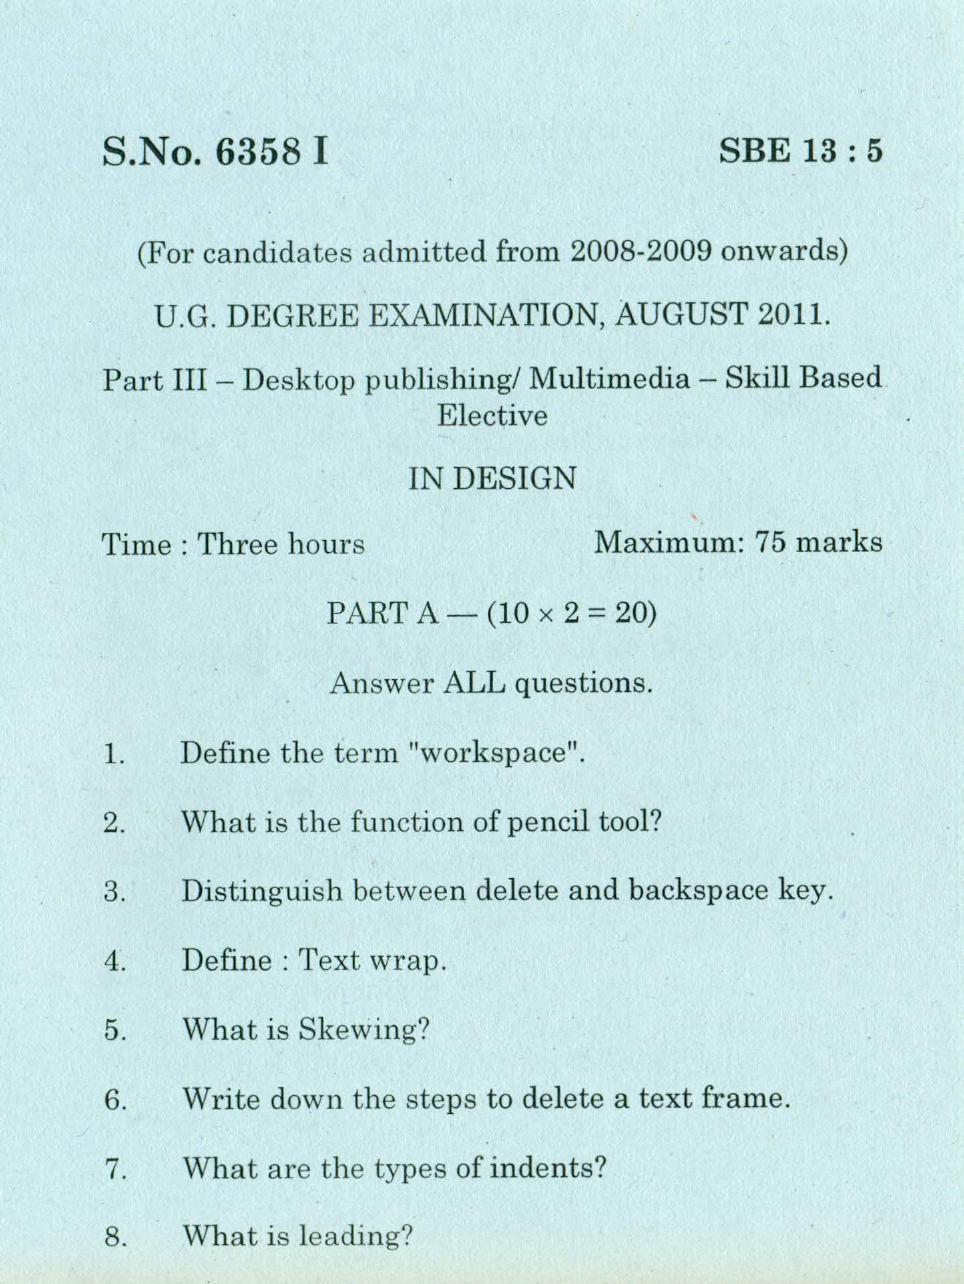 S.No. 6358 I SBE 13 : 5
(For candidates admitted from 2008-2009 onwards)
U.G. DEGREE EXAMINATION, AUGUST 2011.
Part III – Desktop publishing/ Multimedia – Skill Based
Elective
IN DESIGN
Time : Three hours Maximum: 75 marks
PART A — (10 × 2 = 20)
Answer ALL questions.
1. Define the term "workspace".
2. What is the function of pencil tool?
3. Distinguish between delete and backspace key.
4. Define : Text wrap.
5. What is Skewing?
6. Write down the steps to delete a text frame.
7. What are the types of indents?
8. What is leading?